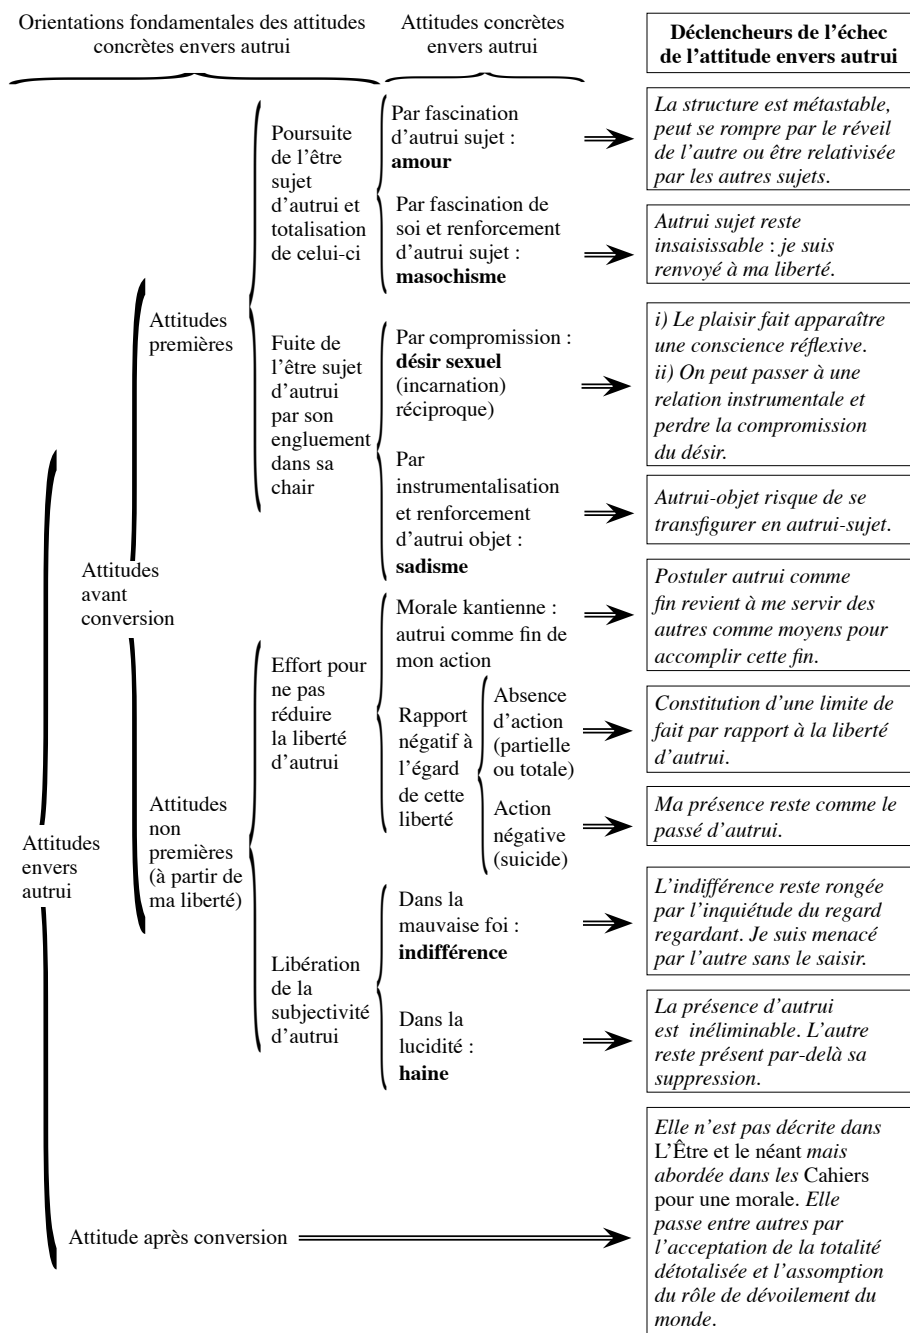 Orientations fondamentales des attitudes
concrètes envers autrui
Attitudes concrètes
envers autrui
Déclencheurs de l'échec
de l'attitude envers autrui
Poursuite
de l'être
sujet
d'autrui et
totalisation
de celui-ci
Par fascination
d'autrui sujet :
amour
La structure est métastable,
peut se rompre par le réveil
de l'autre ou être relativisée
par les autres sujets.
Par fascination de
soi et renforcement
d'autrui sujet :
masochisme
Autrui sujet reste
insaisissable : je suis
renvoyé à ma liberté.
Attitudes
premières
Fuite de
l'être sujet
d'autrui
par son
engluement
dans sa
chair
Par compromission :
désir sexuel
(incarnation)
réciproque)
i) Le plaisir fait apparaître
une conscience réflexive.
ii) On peut passer à une
relation instrumentale et
perdre la compromission
du désir.
Par
instrumentalisation
et renforcement
d'autrui objet :
sadisme
Autrui-objet risque de se
transfigurer en autrui-sujet.
Attitudes
avant
conversion
Effort pour
ne pas
réduire
la liberté
d'autrui
Morale kantienne :
autrui comme fin de
mon action
Postuler autrui comme
fin revient à me servir des
autres comme moyens pour
accomplir cette fin.
Rapport
négatif à
l'égard
de cette
liberté
Absence
d'action
(partielle
ou totale)
Constitution d'une limite de
fait par rapport à la liberté
d'autrui.
Action
négative
(suicide)
Ma présence reste comme le
passé d'autrui.
Attitudes
non
premières
(à partir de
ma liberté)
Attitudes
envers
autrui
Libération
de la
subjectivité
d'autrui
Dans la
mauvaise foi :
indifférence
L'indifférence reste rongée
par l'inquiétude du regard
regardant. Je suis menacé
par l'autre sans le saisir.
Dans la
lucidité :
haine
La présence d'autrui
est inéliminable. L'autre
reste présent par-delà sa
suppression.
Attitude après conversion
Elle n'est pas décrite dans
L'Être et le néant mais
abordée dans les Cahiers
pour une morale. Elle
passe entre autres par
l'acceptation de la totalité
détotalisée et l'assomption
du rôle de dévoilement du
monde.